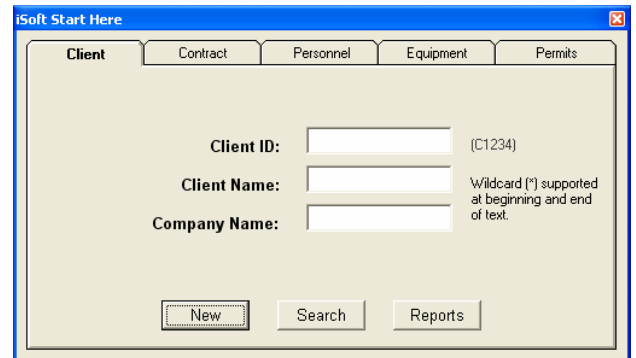 iSoft Start Here
Client Contract Personnel Equipment Permits
Client ID: (C1234)
Client Name: Wildcard (*) supported
at beginning and end
of text.
Company Name:
New Search Reports